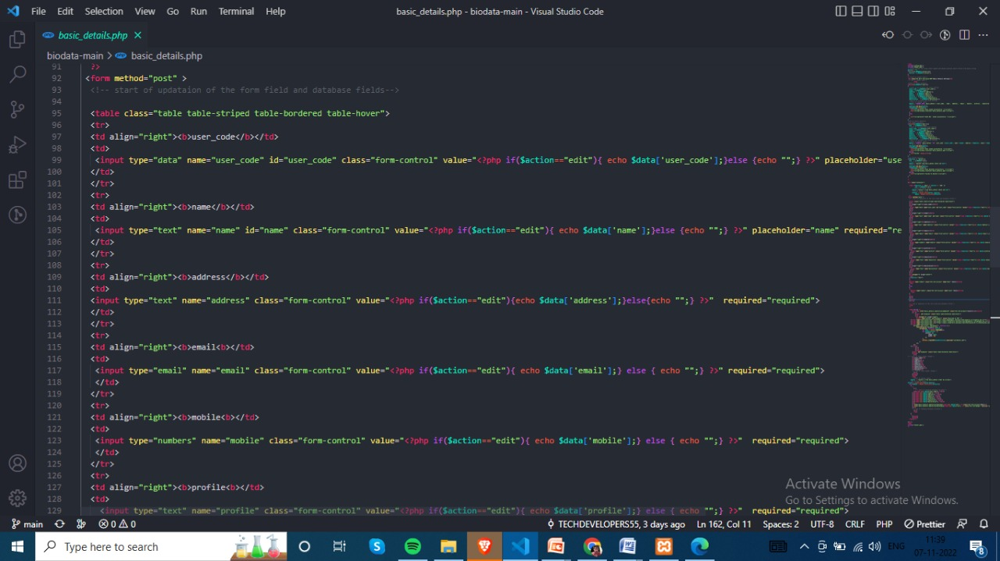 File Edit Selection View Go Run Terminal Help basic_details.php - biodata-main - Visual Studio Code
basic_details.php
biodata-main > basic_details.php
91 ?>
92 <form method="post" >
93 <!-- start of updataion of the form field and database fields-->
94
95 <table class="table table-striped table-bordered table-hover">
96 <tr>
97 <td align="right"><b>user_code</b></td>
98 <td>
99 <input type="data" name="user_code" id="user_code" class="form-control" value="<?php if($action=="edit"){ echo $data['user_code'];}else {echo "";} ?>" placeholder="use
100 </td>
101 </tr>
102 <tr>
103 <td align="right"><b>name</b></td>
104 <td>
105 <input type="text" name="name" id="name" class="form-control value="<?php if($action=="edit"){ echo $data['name'];}else {echo "";} ?>" placeholder="name" required="re
106 </td>
107 </tr>
108 <tr>
109 <td align="right"><b>address</b></td>
110 <td>
111 <input type="text" name="address" class="form-control" value="<?php if($action=="edit"){echo $data['address'];}else{echo "";} ?>" required="required">
112 </td>
113 </tr>
114 <tr>
115 <td align="right"><b>email<b></td>
116 <td>
117 <input type="email" name="email" class="form-control" value="<?php if($action=="edit"){ echo $data['email'];} else { echo "";} ?>" required="required">
118 </td>
119 </tr>
120 <tr>
121 <td align="right"><b>mobile<b></td>
122 <td>
123 <input type="numbers" name="mobile" class="form-control" value="<?php if($action=="edit"){ echo $data['mobile'];} else { echo "";} ?>" required="required">
124 </td>
125 </tr>
126 <tr>
127 <td align="right"><b>profile<b></td>
128 <td>
129 <input type="text" name="profile" class="form-control" value="<?php if($action=="edit"){ echo $data['profile'];} else { echo "";} ?>" required="required">
Activate Windows
Go to Settings to activate Windows.
main 0 0 TECHDEVELOPERS55, 3 days ago Ln 162, Col 11 Spaces: 2 UTF-8 CRLF PHP Prettier
Type here to search ENG 11:39
07-11-2022 8